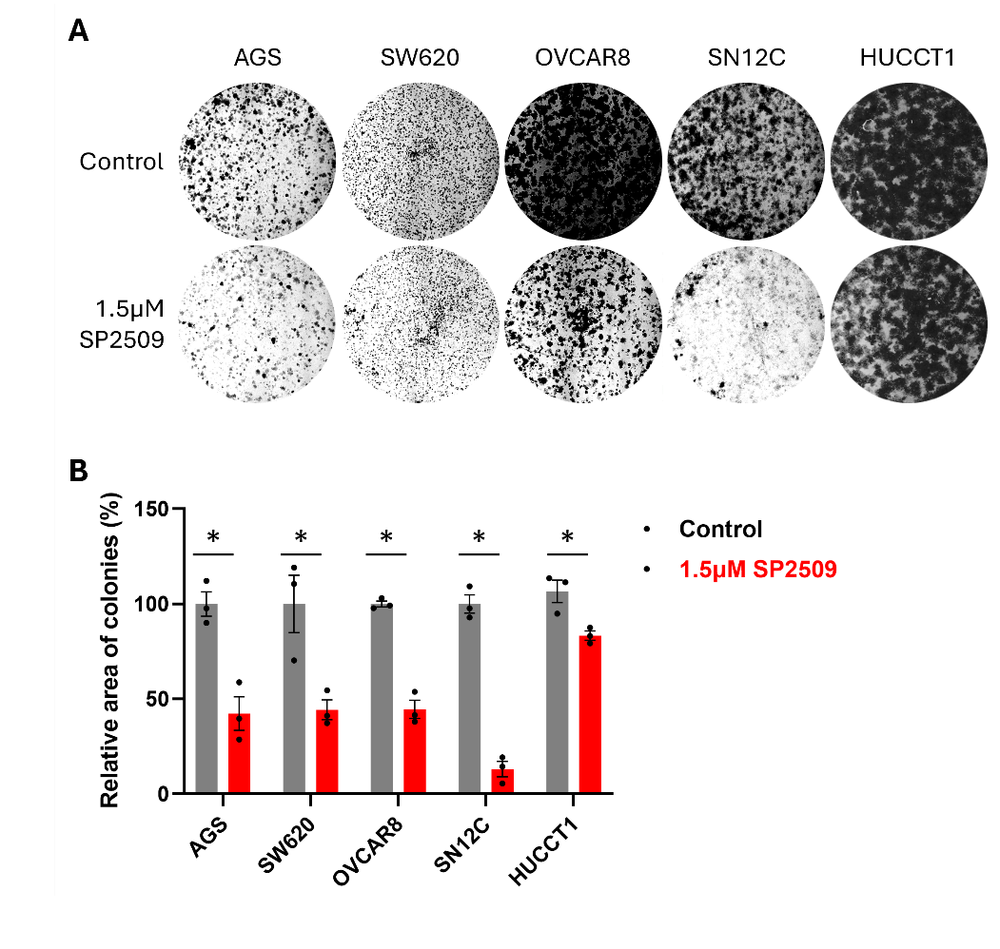 A
AGS SW620 OVCAR8 SN12C HUCCT1
Control
1.5µM
SP2509
B
Relative area of colonies (%)
150
100
50
0
* * * * *
AGS SW620 OVCAR8 SN12C HUCCT1
Control
1.5µM SP2509